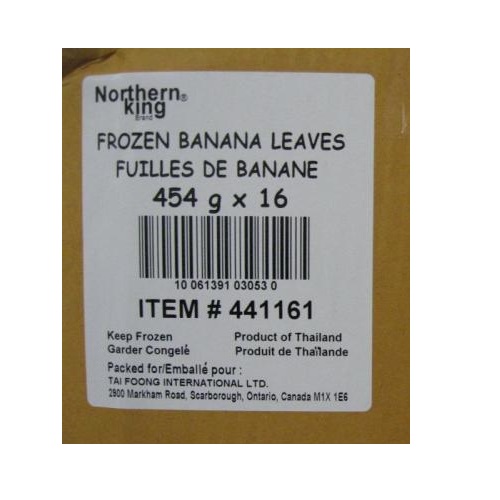 Northern®
king
Brand
FROZEN BANANA LEAVES
FUILLES DE BANANE
454 g x 16
10 061391 03053 0
ITEM # 441161
Keep Frozen Product of Thailand
Garder Congelé Produit de Thaïlande
Packed for/Emballé pour :
TAI FOONG INTERNATIONAL LTD.
2900 Markham Road, Scarborough, Ontario, Canada M1X 1E6